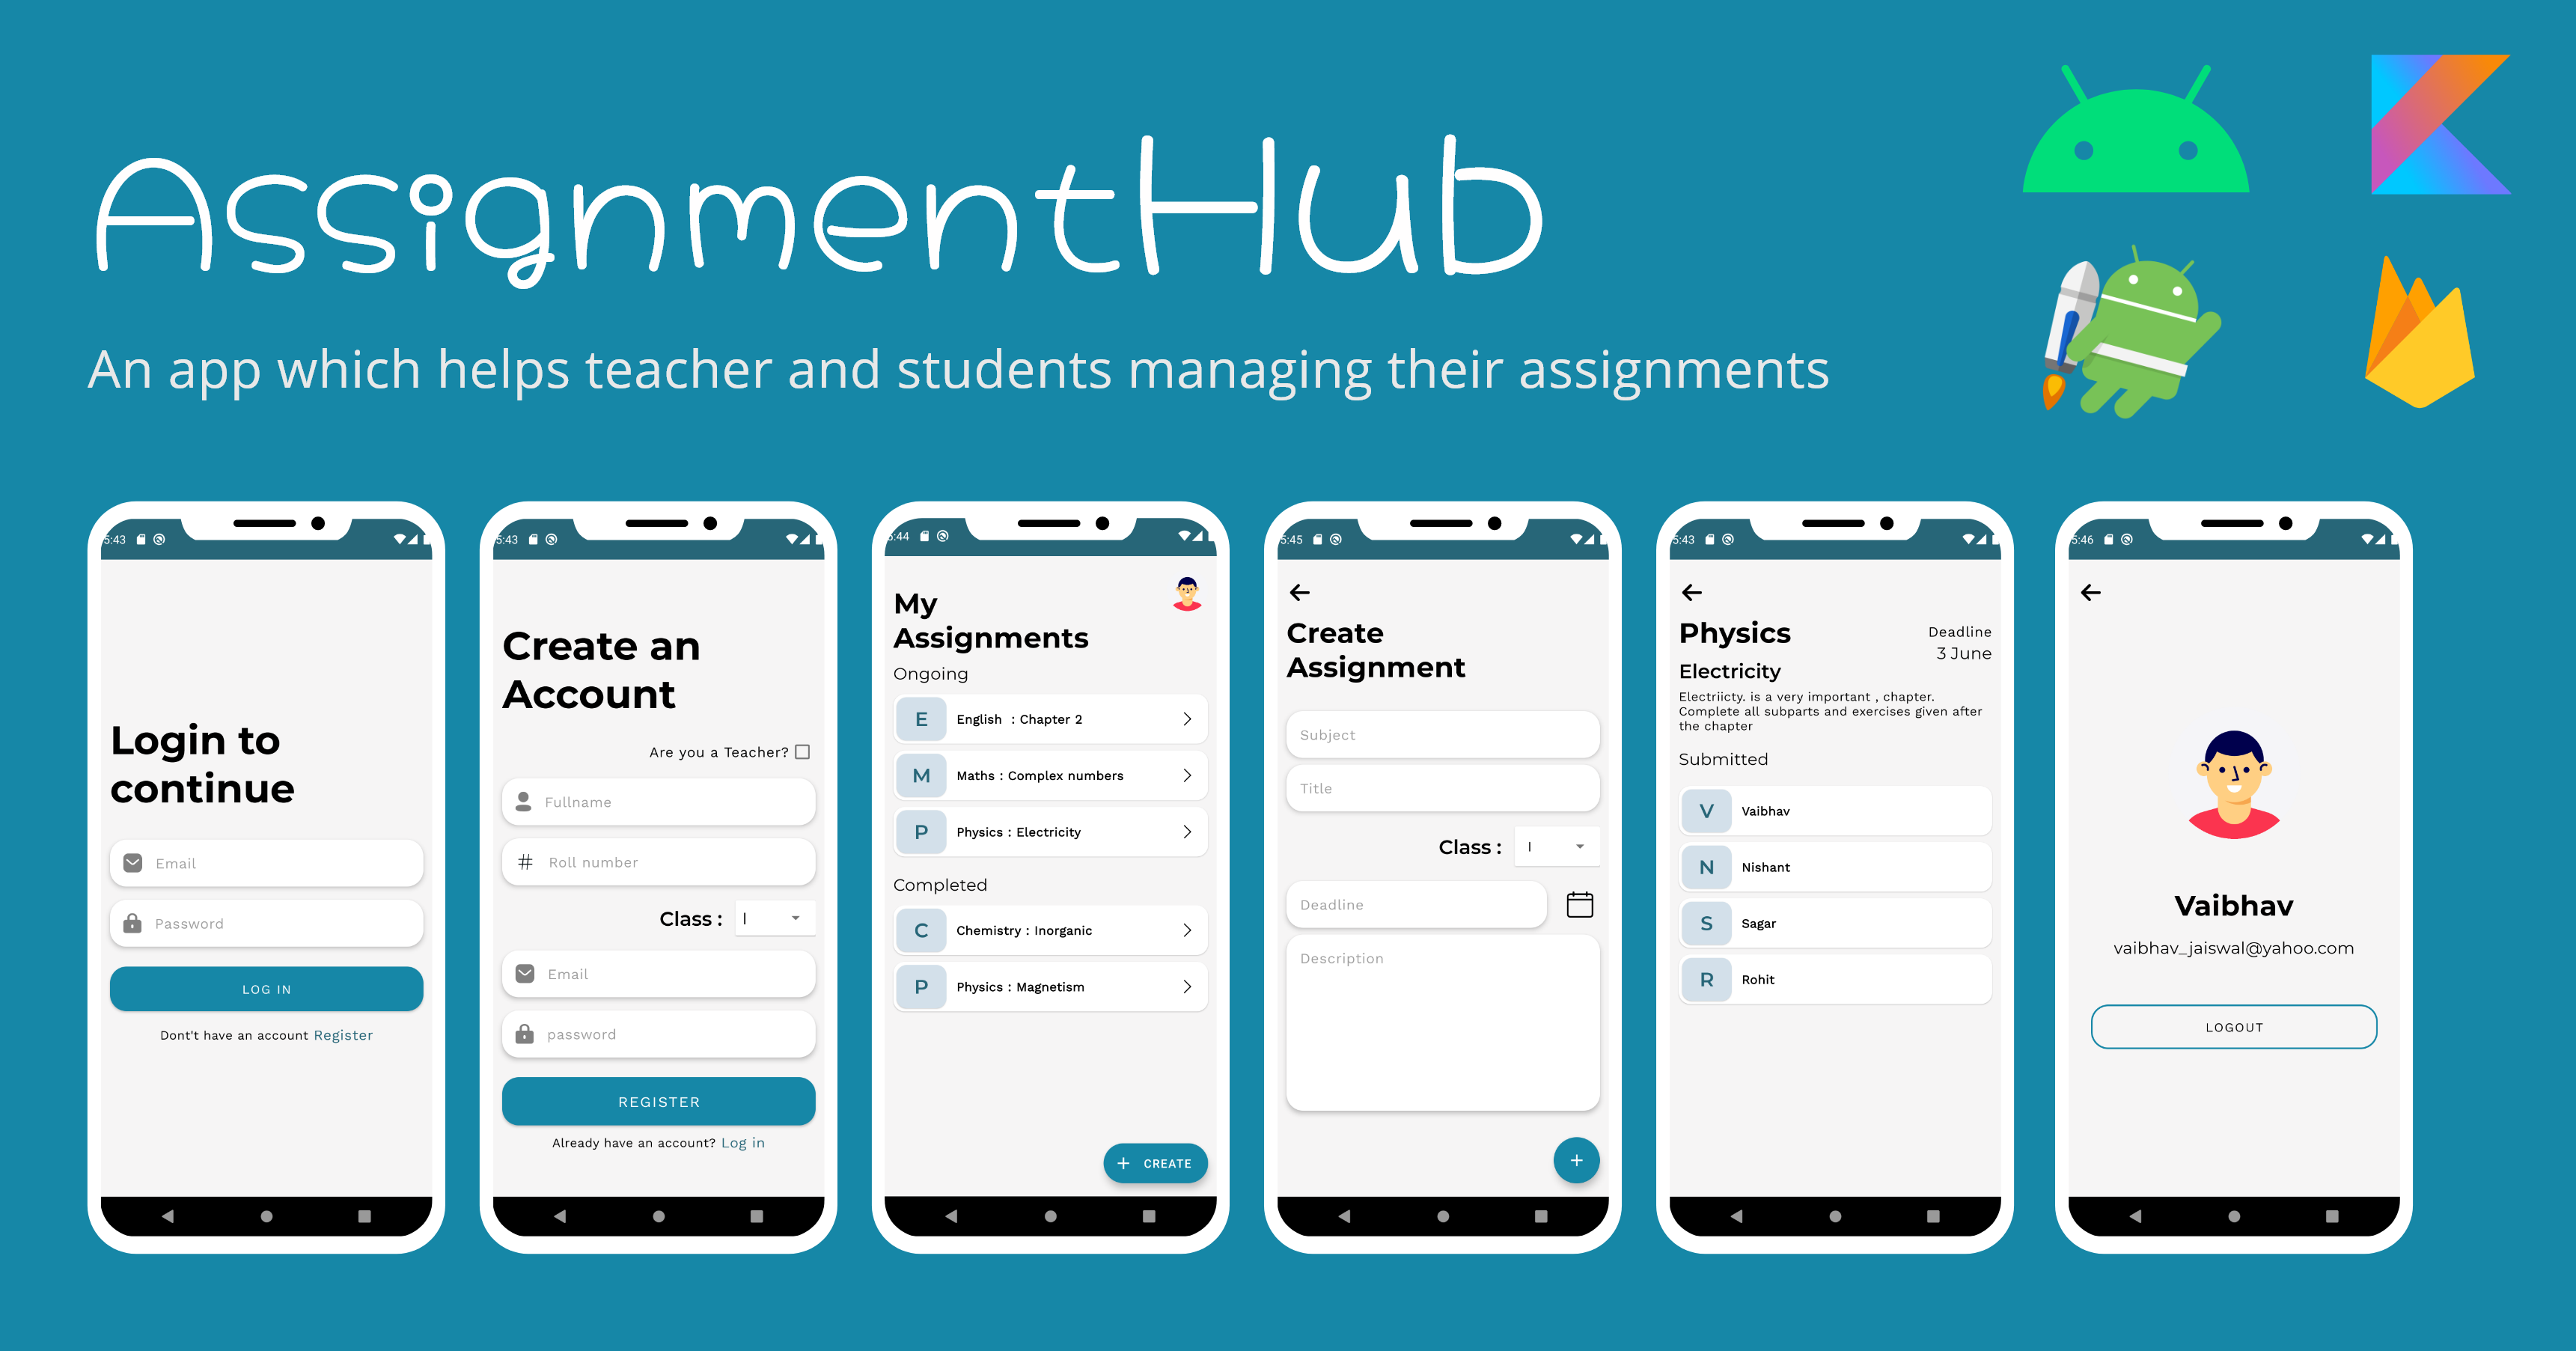 AssignmentHub
An app which helps teacher and students managing their assignments
5:43
Login to
continue
Email
Password
LOG IN
Dont't have an account Register
5:43
Create an
Account
Are you a Teacher?
Fullname
# Roll number
Class : I
Email
password
REGISTER
Already have an account? Log in
5:44
My
Assignments
Ongoing
E English : Chapter 2
M Maths : Complex numbers
P Physics : Electricity
Completed
C Chemistry : Inorganic
P Physics : Magnetism
+ CREATE
5:45
Create
Assignment
Subject
Title
Class : I
Deadline
Description
+
5:43
Physics
Deadline
3 June
Electricity
Electriicty. is a very important , chapter.
Complete all subparts and exercises given after
the chapter
Submitted
V Vaibhav
N Nishant
S Sagar
R Rohit
5:46
Vaibhav
vaibhav_jaiswal@yahoo.com
LOGOUT